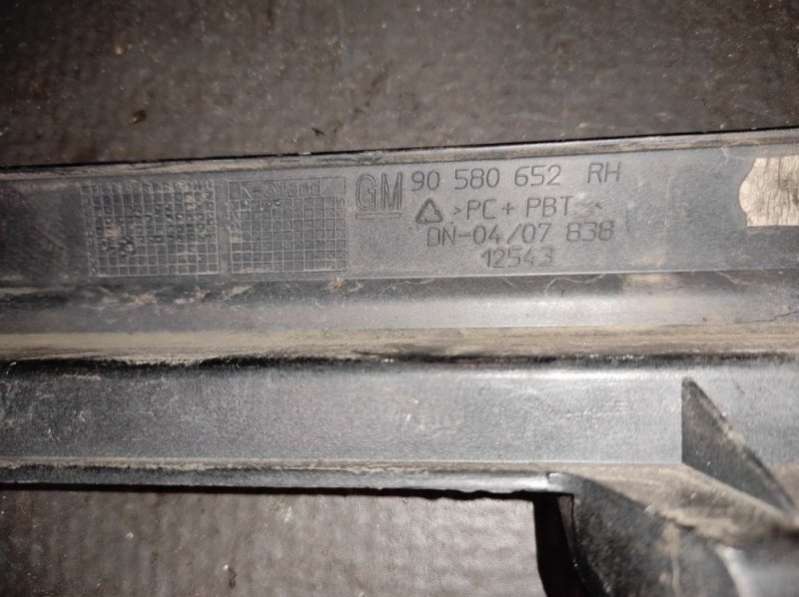 GM 90 580 652 RH
>PC + PBT<
DN-04/07 838
12543